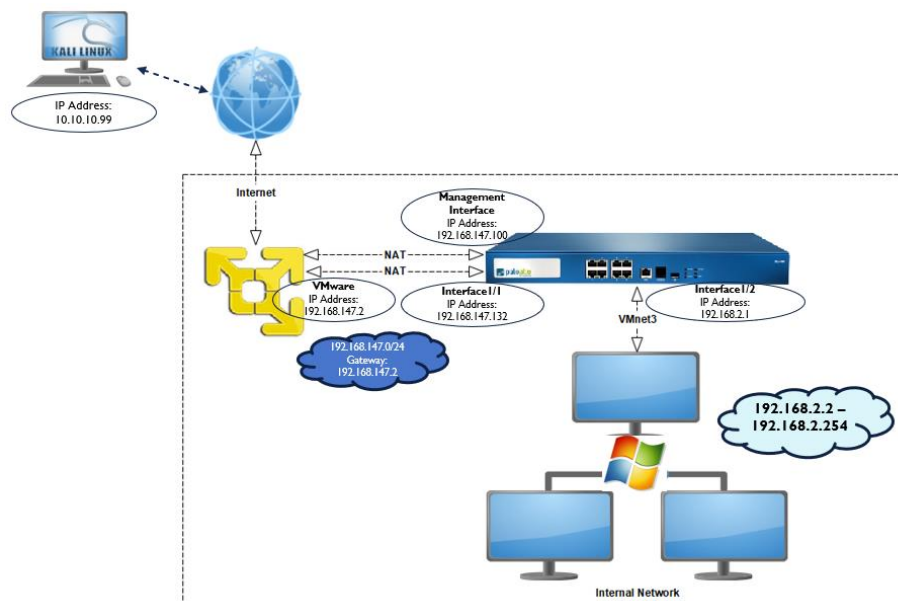 KALI LINUX
IP Address:
10.10.10.99
Internet
Management
Interface
IP Address:
192.168.147.100
NAT
NAT
VMware
IP Address:
192.168.147.2
Interface1/1
IP Address:
192.168.147.132
paloalto
Interface1/2
IP Address:
192.168.2.1
VMnet3
192.168.147.0/24
Gateway:
192.168.147.2
192.168.2.2 –
192.168.2.254
Internal Network